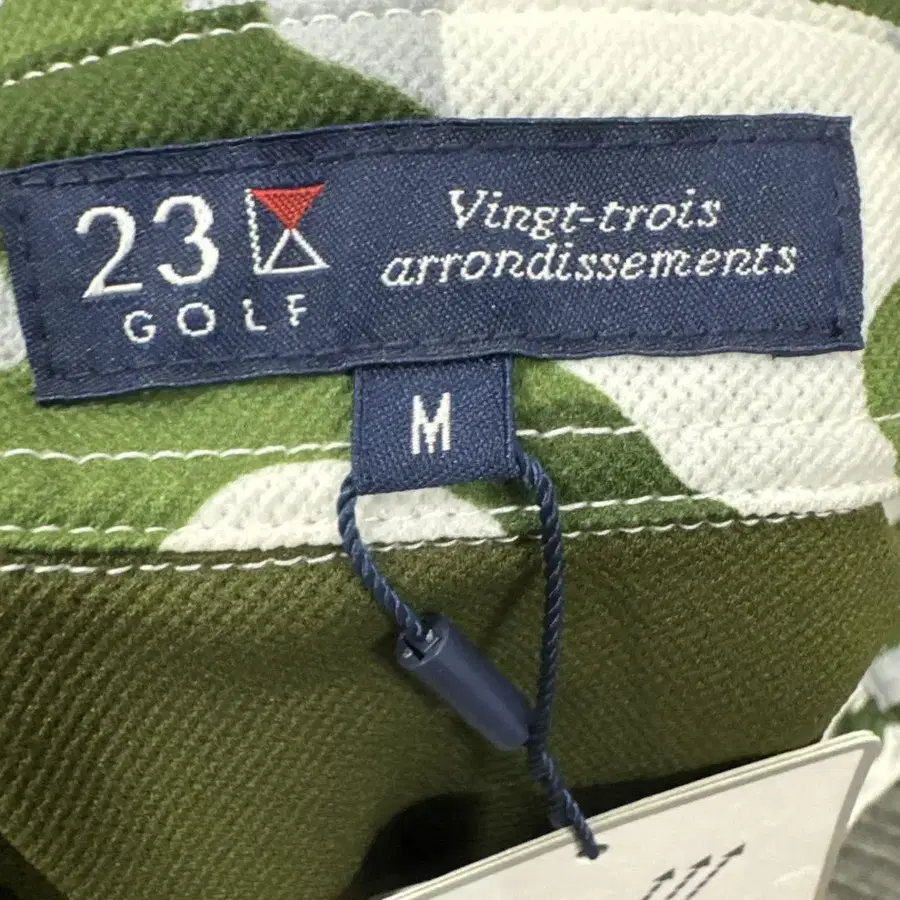 23
GOLF
Vingt-trois
arrondissements
M